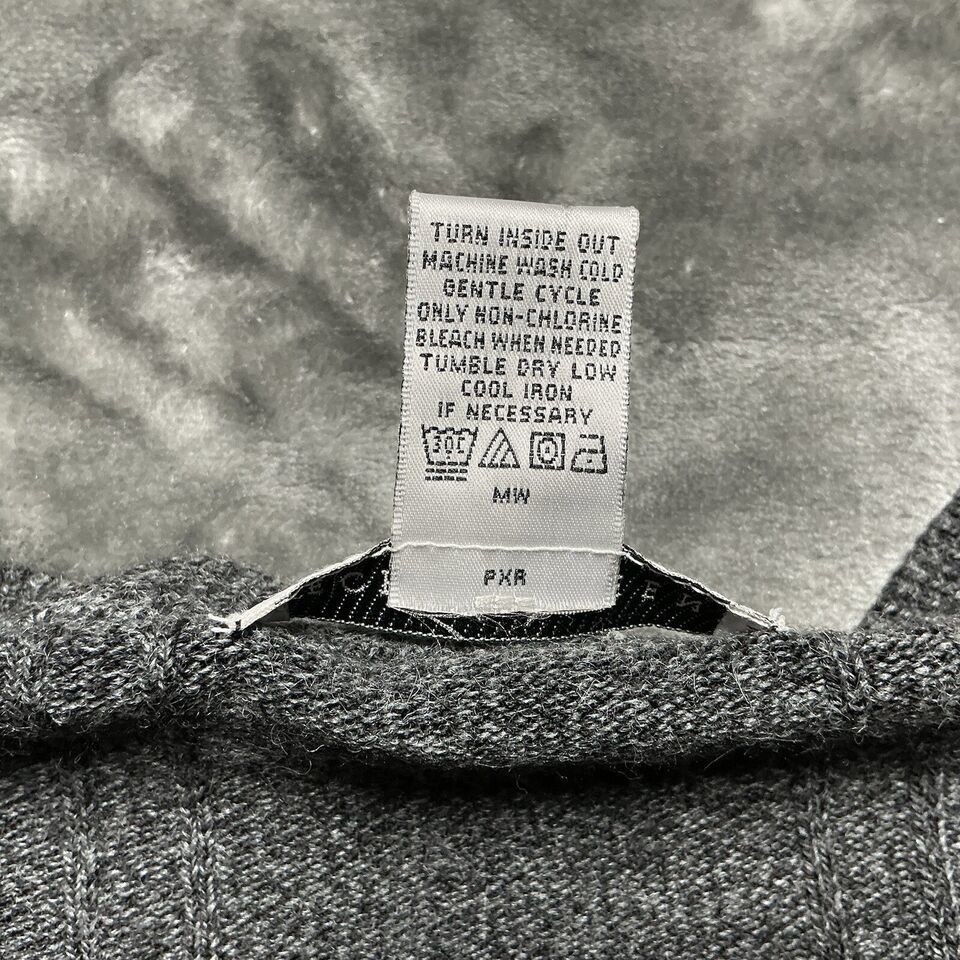 TURN INSIDE OUT
MACHINE WASH COLD
GENTLE CYCLE
ONLY NON-CHLORINE
BLEACH WHEN NEEDED
TUMBLE DRY LOW
COOL IRON
IF NECESSARY
30C
MW
PXR